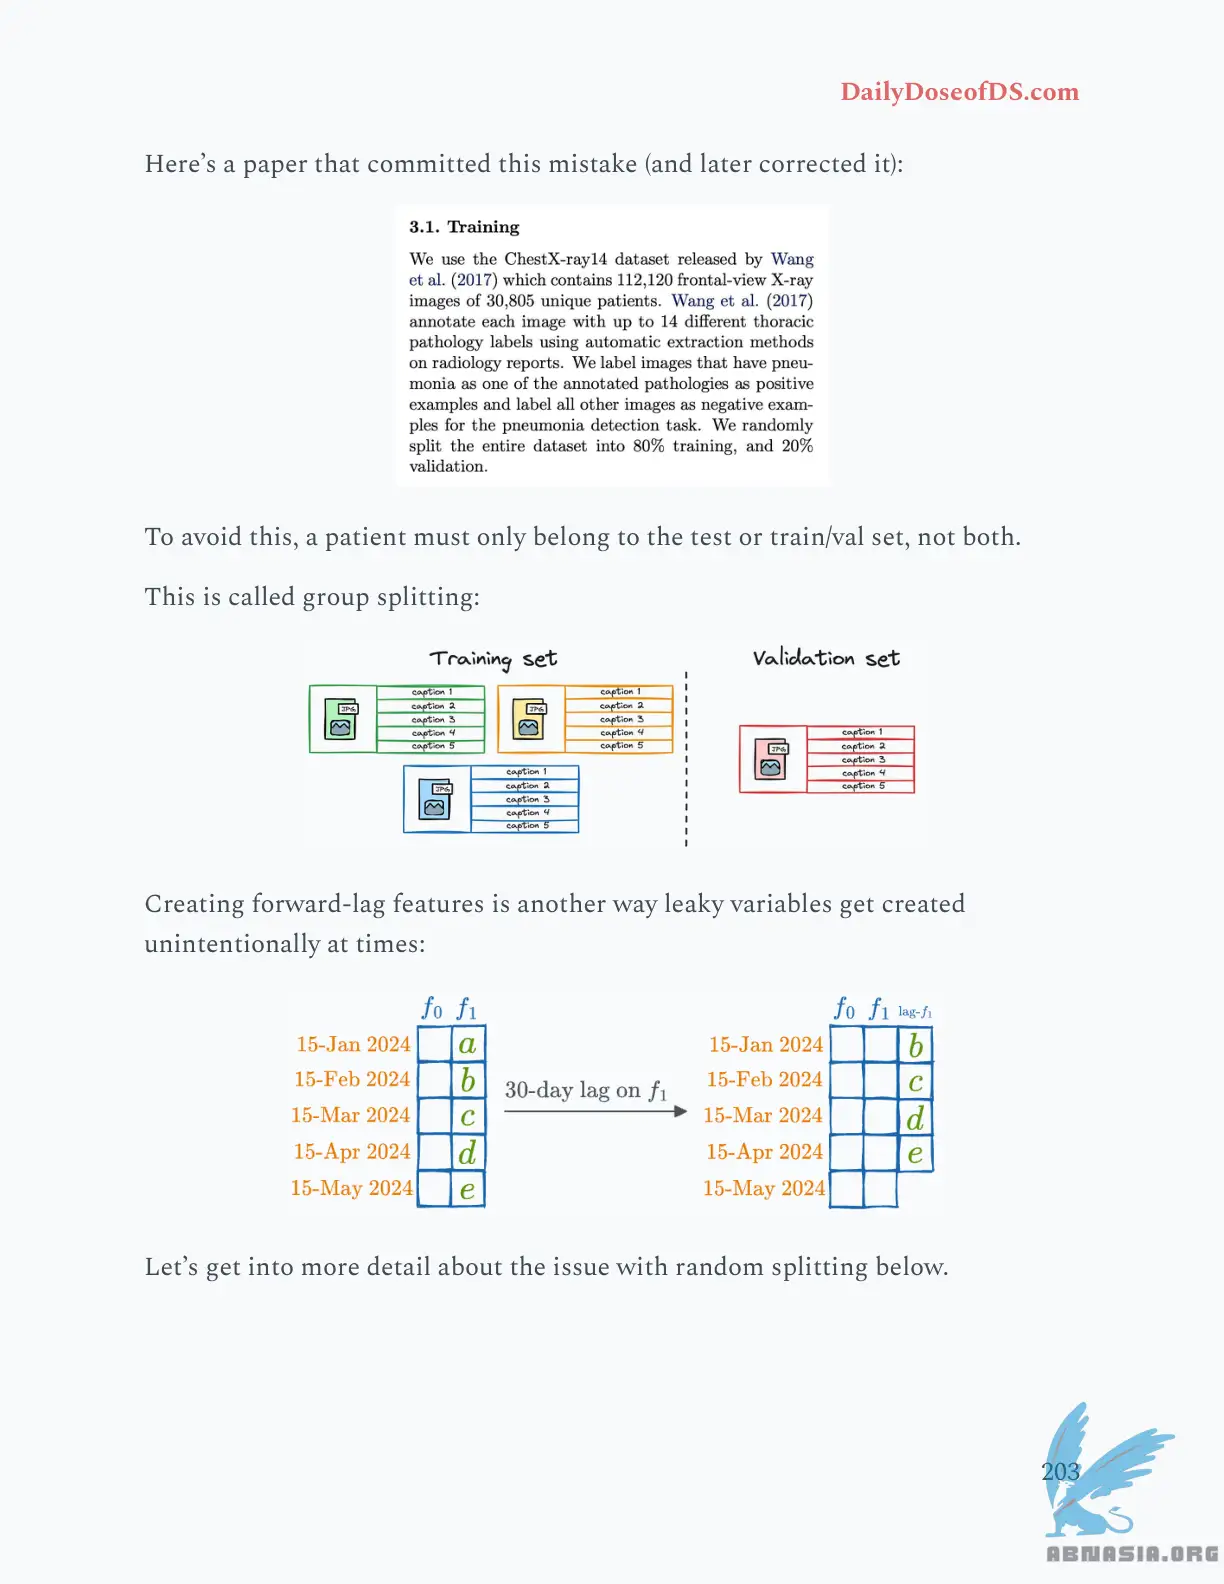 DailyDoseofDS.com
Here’s a paper that committed this mistake (and later corrected it):
3.1. Training
We use the ChestX-ray14 dataset released by Wang
et al. (2017) which contains 112,120 frontal-view X-ray
images of 30,805 unique patients. Wang et al. (2017)
annotate each image with up to 14 different thoracic
pathology labels using automatic extraction methods
on radiology reports. We label images that have pneu-
monia as one of the annotated pathologies as positive
examples and label all other images as negative exam-
ples for the pneumonia detection task. We randomly
split the entire dataset into 80% training, and 20%
validation.
To avoid this, a patient must only belong to the test or train/val set, not both.
This is called group splitting:
Training set
Validation set
JPG
caption 1
caption 2
caption 3
caption 4
caption 5
JPG
caption 1
caption 2
caption 3
caption 4
caption 5
JPG
caption 1
caption 2
caption 3
caption 4
caption 5
JPG
caption 1
caption 2
caption 3
caption 4
caption 5
Creating forward-lag features is another way leaky variables get created
unintentionally at times:
f0 f1
15-Jan 2024 a
15-Feb 2024 b
15-Mar 2024 c
15-Apr 2024 d
15-May 2024 e
30-day lag on f1
f0 f1 lag-f1
15-Jan 2024 b
15-Feb 2024 c
15-Mar 2024 d
15-Apr 2024 e
15-May 2024
Let’s get into more detail about the issue with random splitting below.
203
ABNASIA.ORG